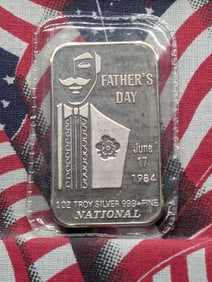 FATHER'S
DAY
June
17
1984
1 OZ TROY SILVER 999+FINE
NATIONAL